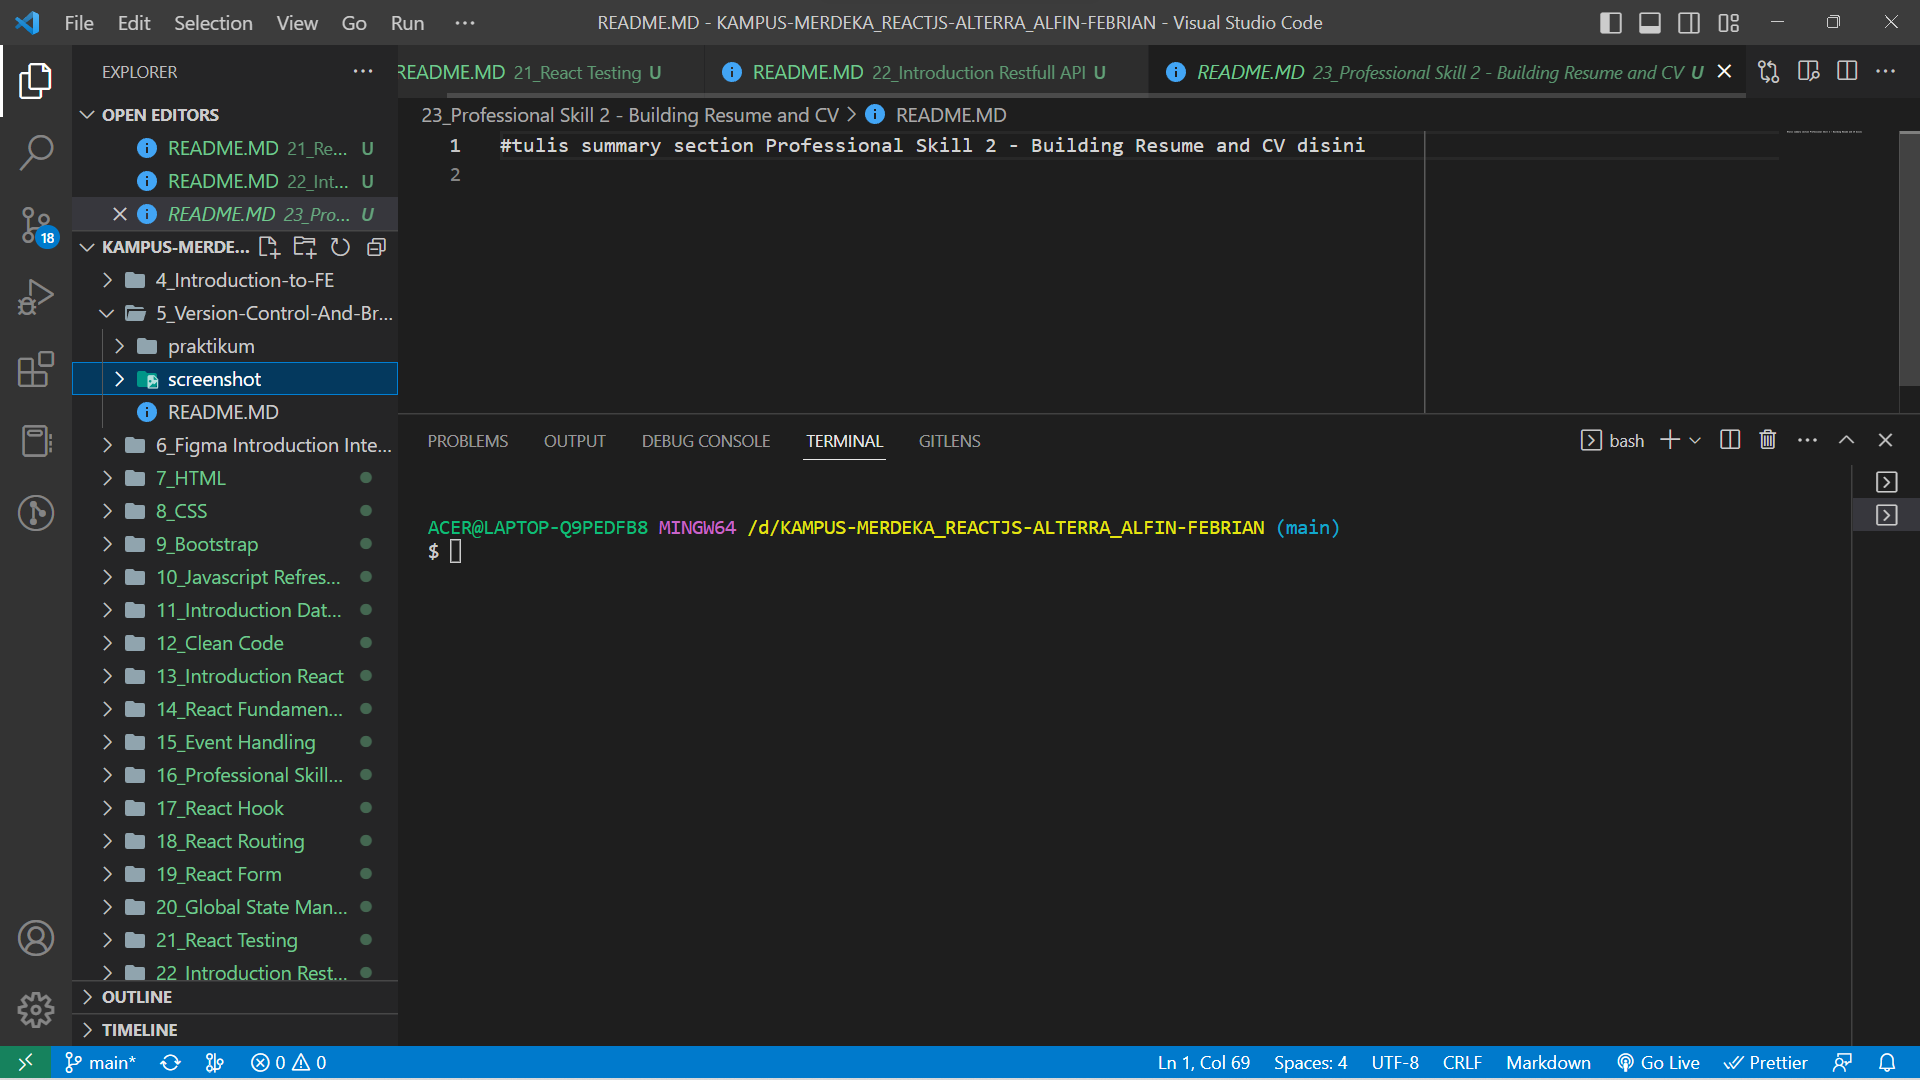 File Edit Selection View Go Run ···
README.MD - KAMPUS-MERDEKA_REACTJS-ALTERRA_ALFIN-FEBRIAN - Visual Studio Code
EXPLORER
OPEN EDITORS
README.MD 21_Re... U
README.MD 22_Int... U
README.MD 23_Pro... U
KAMPUS-MERDE...
4_Introduction-to-FE
5_Version-Control-And-Br...
praktikum
screenshot
README.MD
6_Figma Introduction Inte...
7_HTML
8_CSS
9_Bootstrap
10_Javascript Refres...
11_Introduction Dat...
12_Clean Code
13_Introduction React
14_React Fundamen...
15_Event Handling
16_Professional Skill...
17_React Hook
18_React Routing
19_React Form
20_Global State Man...
21_React Testing
22_Introduction Rest...
OUTLINE
TIMELINE
18
README.MD 21_React Testing U
README.MD 22_Introduction Restfull API U
README.MD 23_Professional Skill 2 - Building Resume and CV U
23_Professional Skill 2 - Building Resume and CV > README.MD
1 #tulis summary section Professional Skill 2 - Building Resume and CV disini
2
PROBLEMS OUTPUT DEBUG CONSOLE TERMINAL GITLENS
bash
ACER@LAPTOP-Q9PEDFB8 MINGW64 /d/KAMPUS-MERDEKA_REACTJS-ALTERRA_ALFIN-FEBRIAN (main)
$
main* 0 0
Ln 1, Col 69 Spaces: 4 UTF-8 CRLF Markdown Go Live Prettier